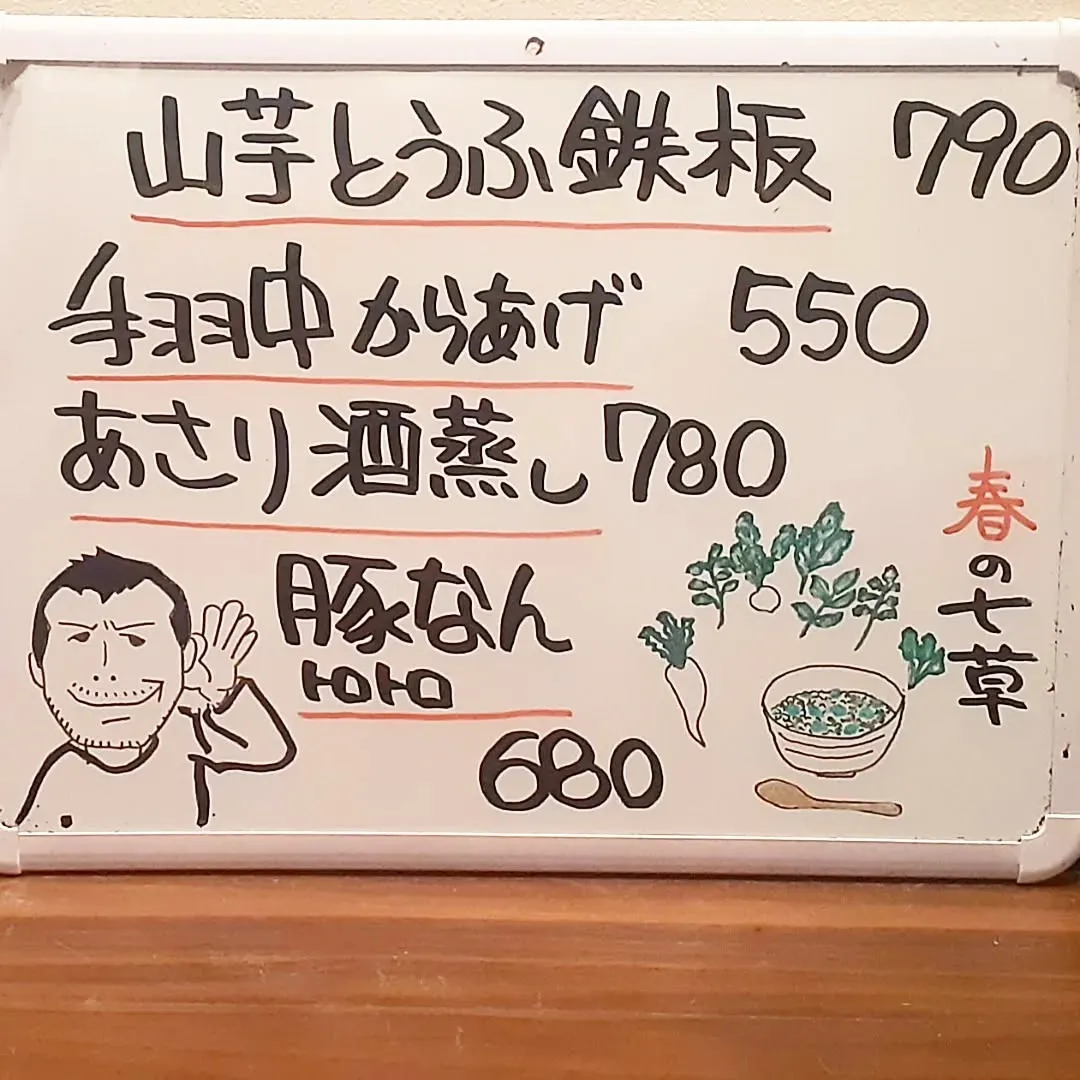 山芋とうふ鉄板 790
手羽中からあげ 550
あさり酒蒸し 780
豚なん
トロトロ
680
春の七草